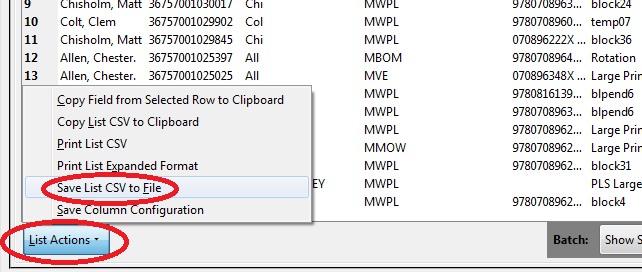 9 Chisholm, Matt 36757001030017 Chi MWPL 9780708963... block24
10 Colt, Clem 36757001029902 Col MWPL 9780708960... temp07
11 Chisholm, Matt 36757001029845 Chi MWPL 070896222X ... block36
12 Allen, Chester. 36757001025397 All MBOM 9780708964... Rotation
13 Allen, Chester. 36757001025025 All MVE 070896348X ... Large Prin
MWPL 9780816139... blpend6
Copy Field from Selected Row to Clipboard MWPL 9780708963... blpend6
Copy List CSV to Clipboard MWPL 9780708962... Large Prin
Print List CSV MMOW 9780708962... Large Prin
Print List Expanded Format MWPL 9780708962... block31
Save List CSV to File EY MWPL PLS Large
Save Column Configuration MWPL 9780708962... block4
List Actions Batch: Show S